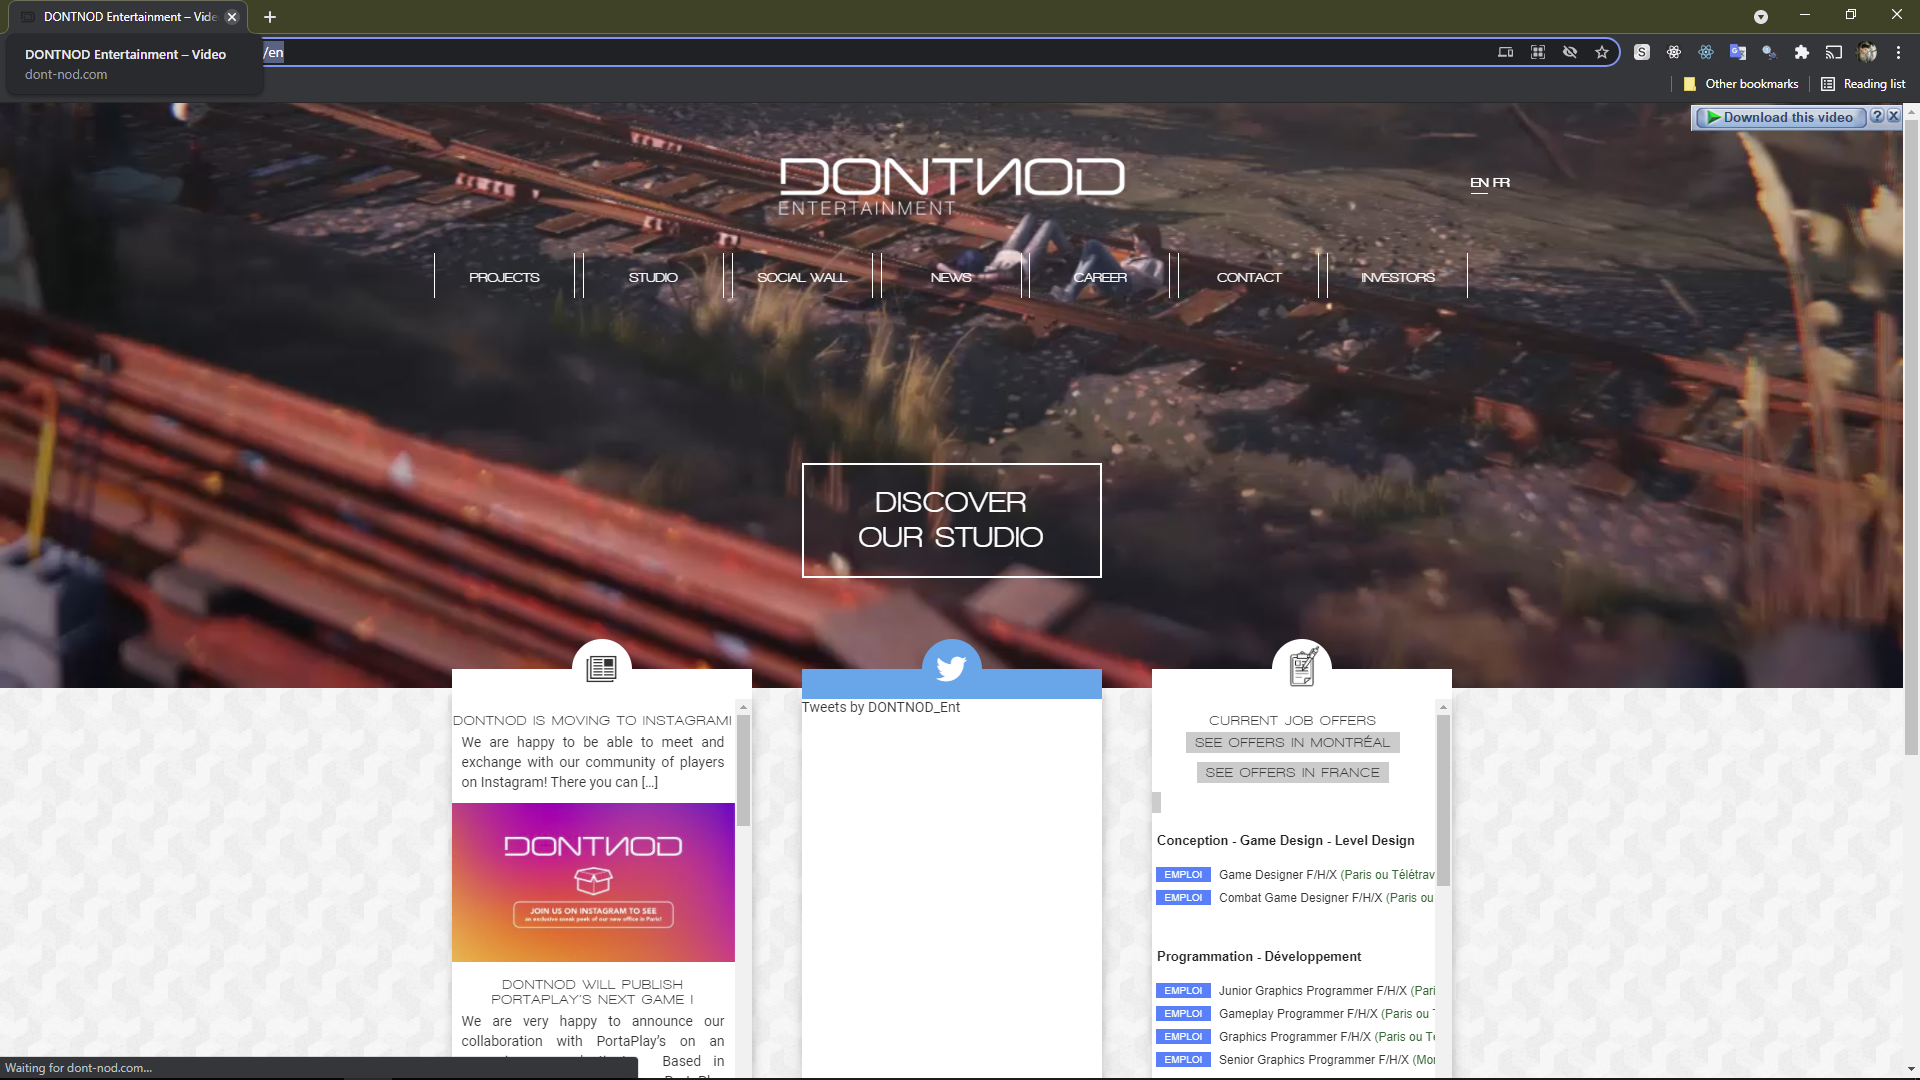 DONTNOD Entertainment – Vide
DONTNOD Entertainment – Video
dont-nod.com
/en
Other bookmarks
Reading list
Download this video
DONTNOD
ENTERTAINMENT
EN FR
PROJECTS
STUDIO
SOCIAL WALL
NEWS
CAREER
CONTACT
INVESTORS
DISCOVER
OUR STUDIO
DONTNOD IS MOVING TO INSTAGRAM!
We are happy to be able to meet and
exchange with our community of players
on Instagram! There you can [...]
DONTNOD
JOIN US ON INSTAGRAM TO SEE
an exclusive sneak peek of our new office in Paris!
DONTNOD WILL PUBLISH
PORTAPLAY'S NEXT GAME !
We are very happy to announce our
collaboration with PortaPlay's on an
Based in
Tweets by DONTNOD_Ent
CURRENT JOB OFFERS
SEE OFFERS IN MONTRÉAL
SEE OFFERS IN FRANCE
Conception - Game Design - Level Design
EMPLOI Game Designer F/H/X (Paris ou Télétrav
EMPLOI Combat Game Designer F/H/X (Paris ou
Programmation - Développement
EMPLOI Junior Graphics Programmer F/H/X (Pari
EMPLOI Gameplay Programmer F/H/X (Paris ou T
EMPLOI Graphics Programmer F/H/X (Paris ou Té
EMPLOI Senior Graphics Programmer F/H/X (Mor
Waiting for dont-nod.com...